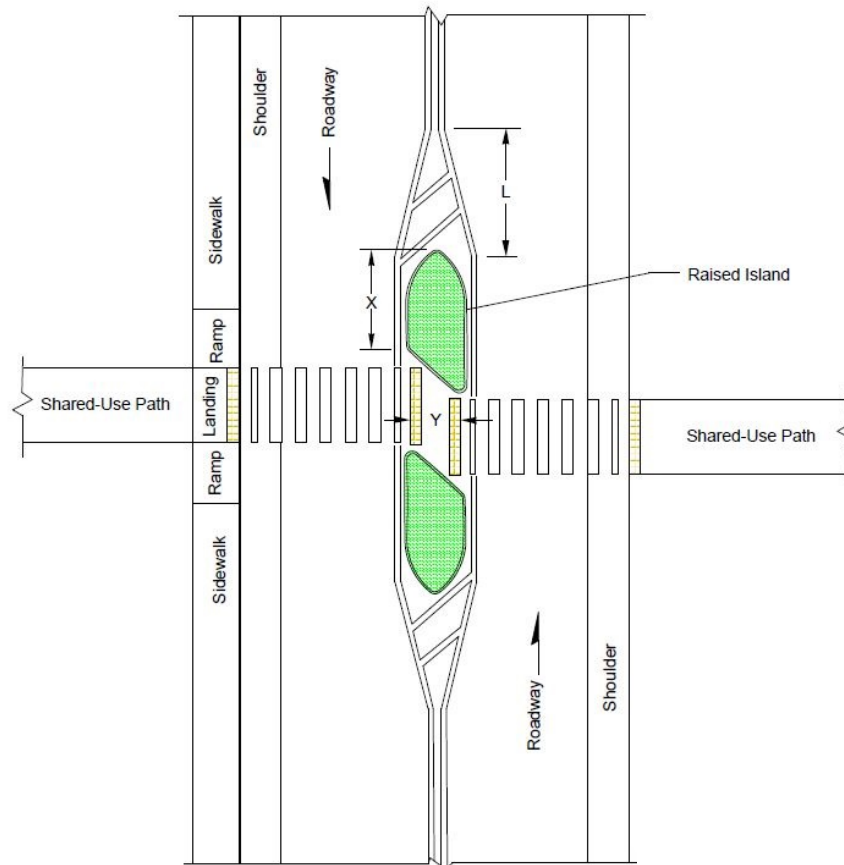 Shoulder
Roadway
Sidewalk
L
Raised Island
X
Ramp
Shared-Use Path
Landing
Y
Shared-Use Path
Ramp
Sidewalk
Roadway
Shoulder